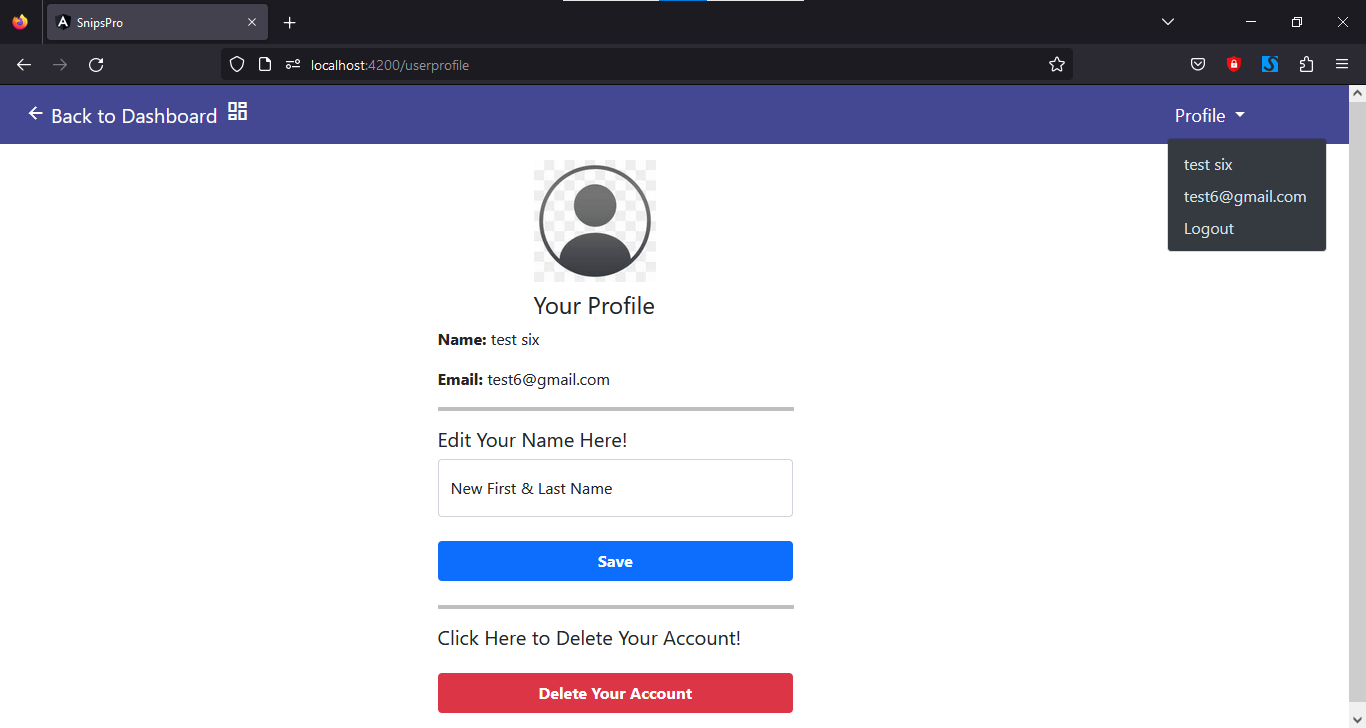 SnipsPro
localhost:4200/userprofile
Back to Dashboard
Profile
test six
test6@gmail.com
Logout
Your Profile
Name: test six
Email: test6@gmail.com
Edit Your Name Here!
New First & Last Name
Save
Click Here to Delete Your Account!
Delete Your Account